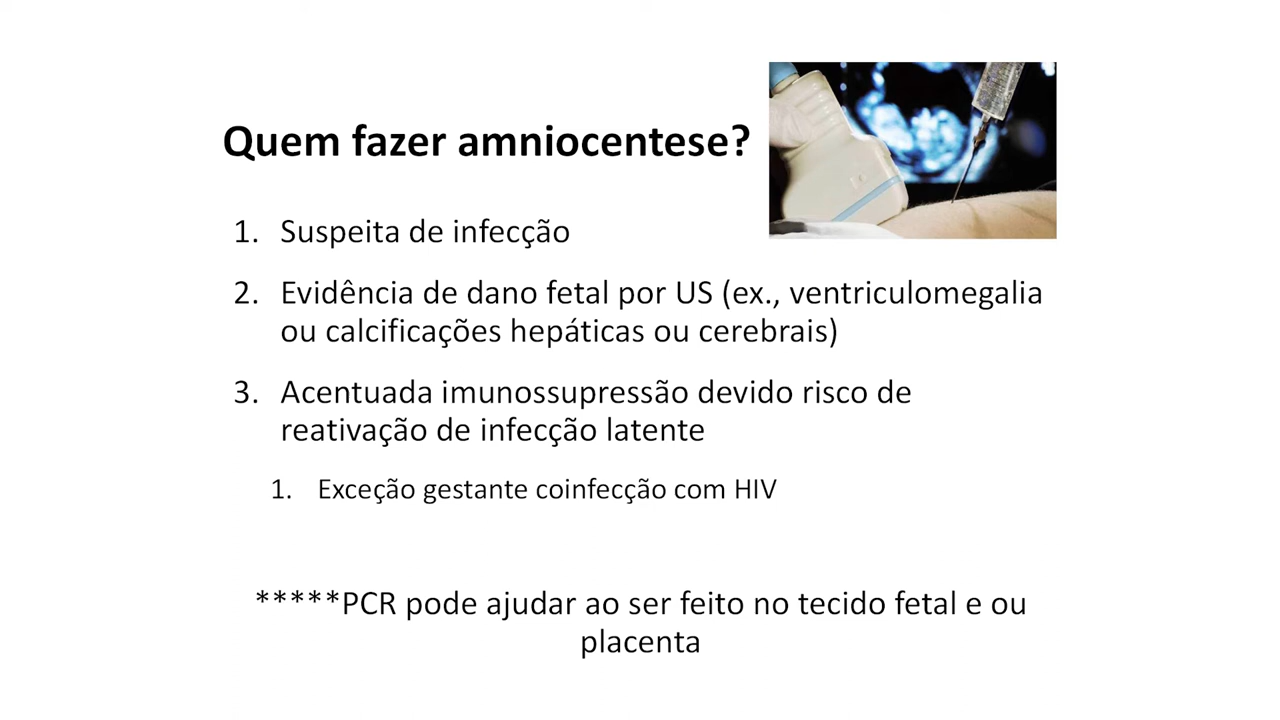 Quem fazer amniocentese?
1. Suspeita de infecção
2. Evidência de dano fetal por US (ex., ventriculomegalia
ou calcificações hepáticas ou cerebrais)
3. Acentuada imunossupressão devido risco de
reativação de infecção latente
1. Exceção gestante coinfecção com HIV
*****PCR pode ajudar ao ser feito no tecido fetal e ou
placenta